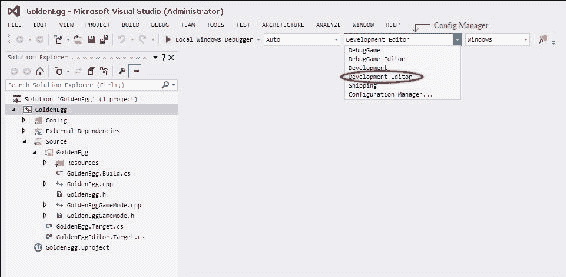 GoldenEgg - Microsoft Visual Studio (Administrator)
FILE EDIT VIEW PROJECT BUILD DEBUG TEAM TOOLS TEST ARCHITECTURE ANALYZE WINDOW HELP
Config Manager
Local Windows Debugger Auto Development Editor Windows
DebugGame
DebugGame Editor
Development
Development Editor
Shipping
Configuration Manager...
Solution Explorer
Search Solution Explorer
Solution 'GoldenEgg' (1 project)
GoldenEgg
Config
External Dependencies
Source
GoldenEgg
Resources
GoldenEgg.Build.cs
GoldenEgg.cpp
GoldenEgg.h
GoldenEggGameMode.cpp
GoldenEggGameMode.h
GoldenEgg.Target.cs
GoldenEggEditor.Target.cs
GoldenEgg.uproject